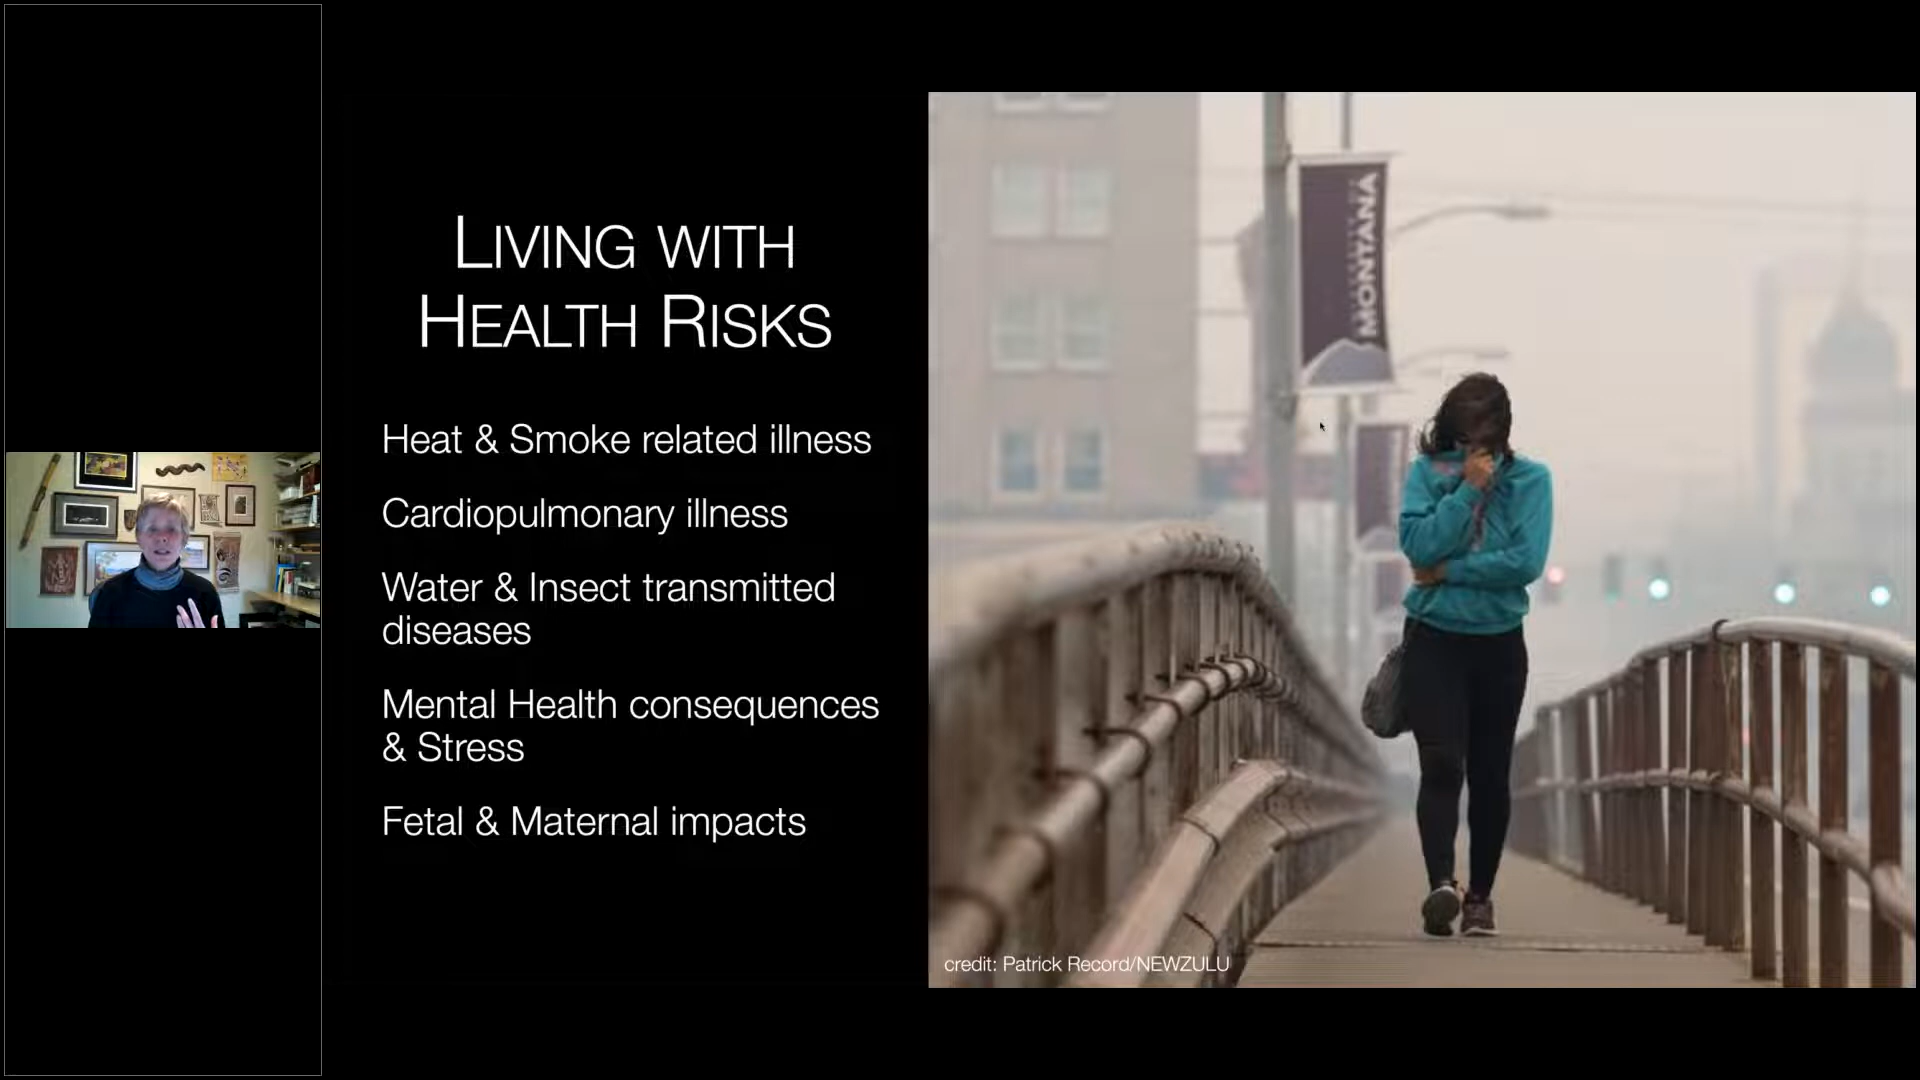 LIVING WITH
HEALTH RISKS
Heat & Smoke related illness
Cardiopulmonary illness
Water & Insect transmitted
diseases
Mental Health consequences
& Stress
Fetal & Maternal impacts
MONTANA
credit: Patrick Record/NEWZULU